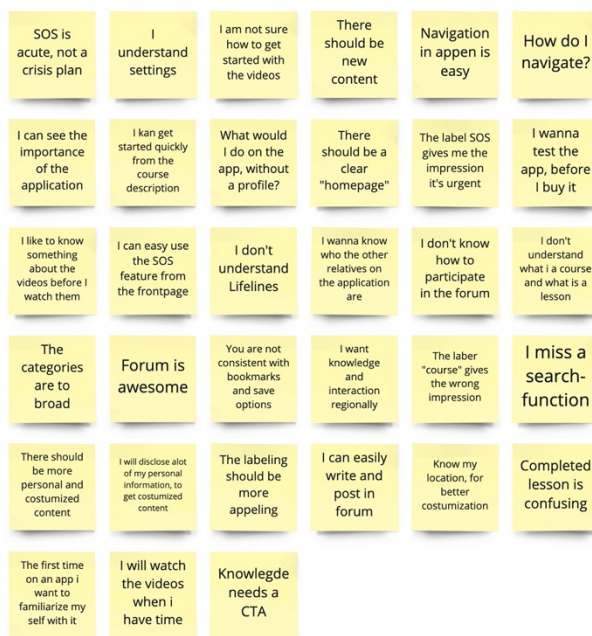 SOS is
acute, not a
crisis plan
I
understand
settings
I am not sure
how to get
started with
the videos
There
should be
new
content
Navigation
in appen is
easy
How do I
navigate?
I can see the
importance
of the
application
I kan get
started quickly
from the
course
description
What would
I do on the
app, without
a profile?
There
should be a
clear
"homepage"
The label SOS
gives me the
impression
it's urgent
I wanna
test the
app, before
I buy it
I like to know
something
about the
videos before I
watch them
I can easy use
the SOS
feature from
the frontpage
I don't
understand
Lifelines
I wanna know
who the other
relatives on
the application
are
I don't know
how to
participate
in the forum
I don't
understand
what i a course
and what is a
lesson
The
categories
are to
broad
Forum is
awesome
You are not
consistent with
bookmarks
and save
options
I want
knowledge
and
interaction
regionally
The laber
"course" gives
the wrong
impression
I miss a
search-
function
There should
be more
personal and
costumized
content
I will disclose alot
of my personal
information, to
get costumized
content
The labeling
should be
more
appeling
I can easily
write and
post in
forum
Know my
location, for
better
costumization
Completed
lesson is
confusing
The first time
on an app i
want to
familiarize my
self with it
I will watch
the videos
when i
have time
Knowlegde
needs a
CTA